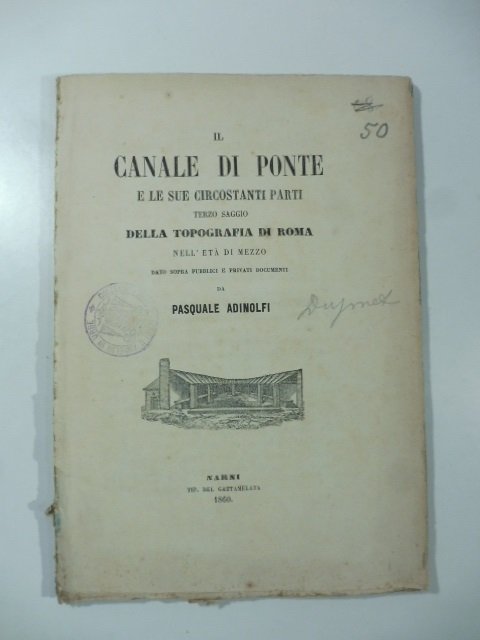 50
IL
CANALE DI PONTE
E LE SUE CIRCOSTANTI PARTI
TERZO SAGGIO
DELLA TOPOGRAFIA DI ROMA
NELL' ETÀ DI MEZZO
DATO SOPRA PUBBLICI E PRIVATI DOCUMENTI
DA
PASQUALE ADINOLFI
NARNI
TIP. DEL GATTAMELATA
1860.